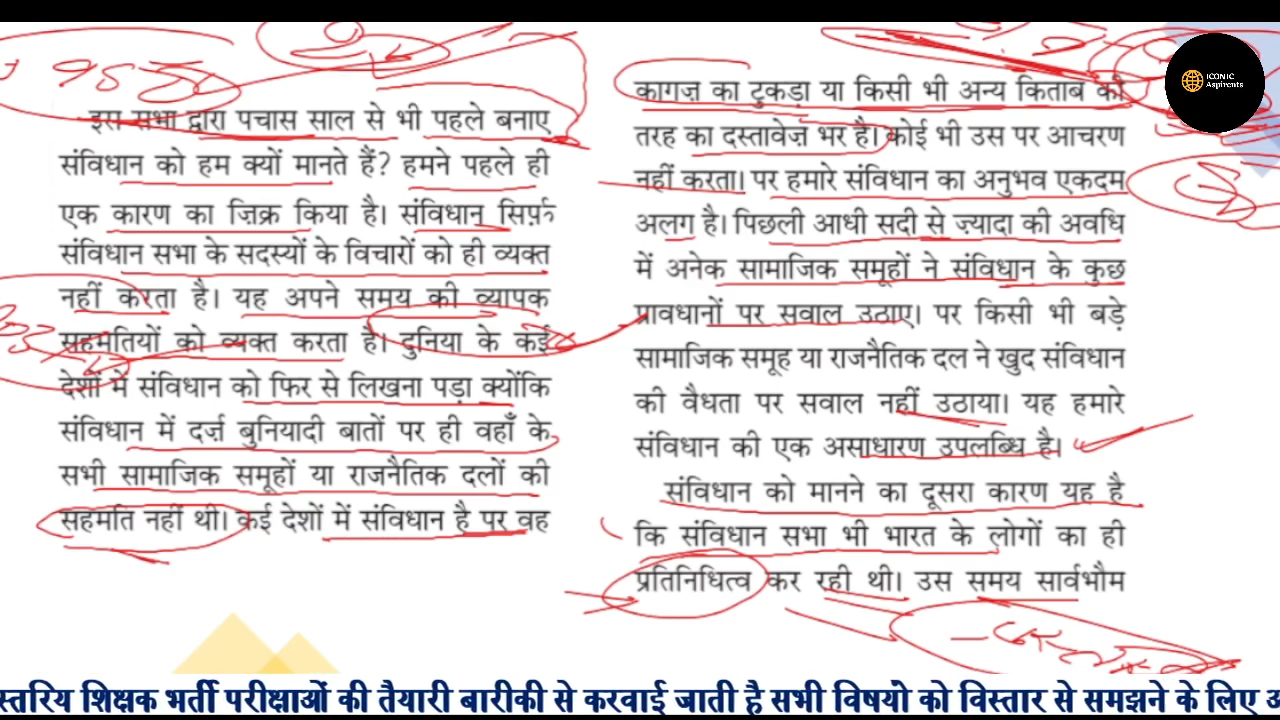 इस सभा द्वारा पचास साल से भी पहले बनाए
संविधान को हम क्यों मानते हैं? हमने पहले ही
एक कारण का ज़िक्र किया है। संविधान सिर्फ़
संविधान सभा के सदस्यों के विचारों को ही व्यक्त
नहीं करता है। यह अपने समय की व्यापक
सहमतियों को व्यक्त करता है। दुनिया के कई
देशों में संविधान को फिर से लिखना पड़ा क्योंकि
संविधान में दर्ज़ बुनियादी बातों पर ही वहाँ के
सभी सामाजिक समूहों या राजनैतिक दलों की
सहमति नहीं थी। कई देशों में संविधान है पर वह
कागज़ का टुकड़ा या किसी भी अन्य किताब की
तरह का दस्तावेज़ भर है। कोई भी उस पर आचरण
नहीं करता। पर हमारे संविधान का अनुभव एकदम
अलग है। पिछली आधी सदी से ज़्यादा की अवधि
में अनेक सामाजिक समूहों ने संविधान के कुछ
प्रावधानों पर सवाल उठाए। पर किसी भी बड़े
सामाजिक समूह या राजनैतिक दल ने खुद संविधान
की वैधता पर सवाल नहीं उठाया। यह हमारे
संविधान की एक असाधारण उपलब्धि है।
संविधान को मानने का दूसरा कारण यह है
कि संविधान सभा भी भारत के लोगों का ही
प्रतिनिधित्व कर रही थी। उस समय सार्वभौम
ICONIC
Aspirents
स्तरिय शिक्षक भर्ती परीक्षाओं की तैयारी बारीकी से करवाई जाती है सभी विषयो को विस्तार से समझने के लिए